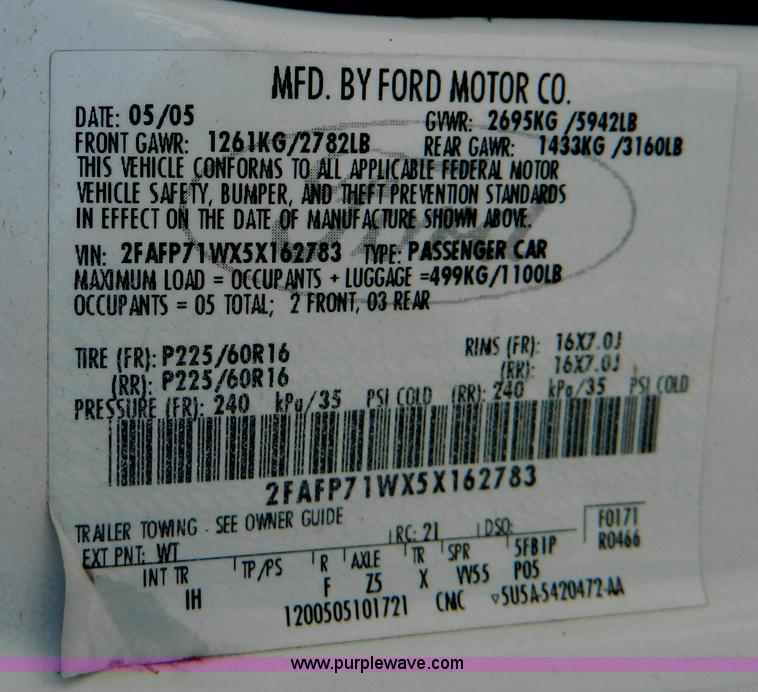 MFD. BY FORD MOTOR CO.
DATE: 05/05 GVWR: 2695KG /5942LB
FRONT GAWR: 1261KG/2782LB REAR GAWR: 1433KG /3160LB
THIS VEHICLE CONFORMS TO ALL APPLICABLE FEDERAL MOTOR
VEHICLE SAFETY, BUMPER, AND THEFT PREVENTION STANDARDS
IN EFFECT ON THE DATE OF MANUFACTURE SHOWN ABOVE.
VIN: 2FAFP71WX5X162783 TYPE: PASSENGER CAR
MAXIMUM LOAD = OCCUPANTS + LUGGAGE =499KG/1100LB
OCCUPANTS = 05 TOTAL; 2 FRONT, 03 REAR
TIRE (FR): P225/60R16 RIMS (FR): 16X7.0J
(RR): P225/60R16 (RR): 16X7.0J
PRESSURE (FR): 240 kPa/35 PSI COLD (RR): 240 kPa/35 PSI COLD
2FAFP71WX5X162783
TRAILER TOWING - SEE OWNER GUIDE
EXT PNT: WT RC: 21 DSO: F0171
INT TR TP/PS R AXLE TR SPR 5FB1P R0466
IH F Z5 X VV55 P05
1200505101721 CNC ▿5U5A-5420472-AA
www.purplewave.com